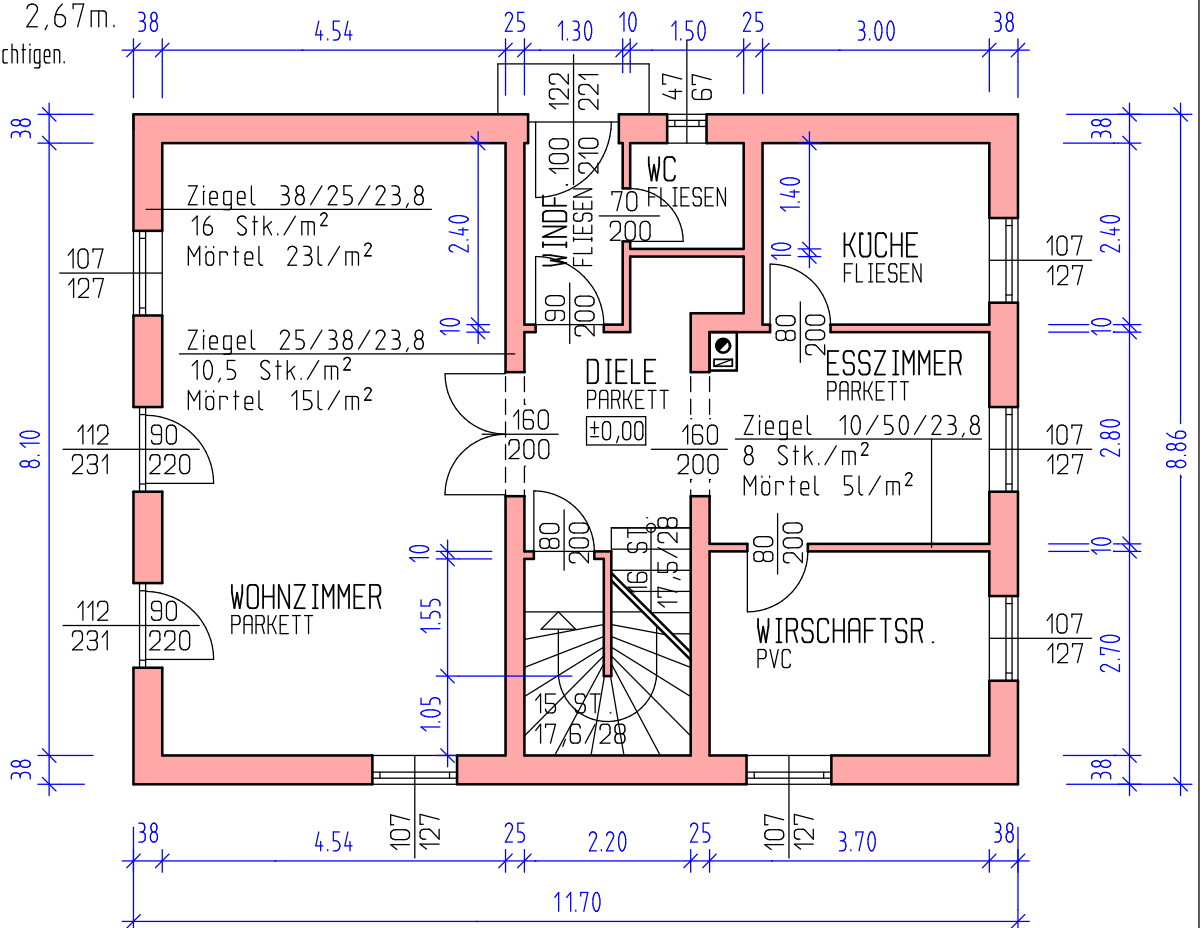 2,67m.
chtigen.
38
4.54
25
1.30
10
1.50
25
3.00
38
122
221
47
67
38
38
Ziegel 38/25/23,8
16 Stk./m²
Mörtel 23l/m²
2.40
100
210
WINDF.
FLIESEN
WC
FLIESEN
70
200
1.40
10
KÜCHE
FLIESEN
107
127
107
127
2.40
90
200
10
80
200
10
Ziegel 25/38/23,8
10,5 Stk./m²
Mörtel 15l/m²
DIELE
PARKETT
±0,00
ESSZIMMER
PARKETT
160
200
160
200
Ziegel 10/50/23,8
8 Stk./m²
Mörtel 5l/m²
112
231
90
220
107
127
2.80
8.10
8.86
10
80
200
16 ST.
17,5/28
80
200
10
WOHNZIMMER
PARKETT
1.55
112
231
90
220
WIRSCHAFTSR.
PVC
107
127
2.70
1.05
15 ST.
17,6/28
38
38
107
127
107
127
38
4.54
25
2.20
25
3.70
38
11.70